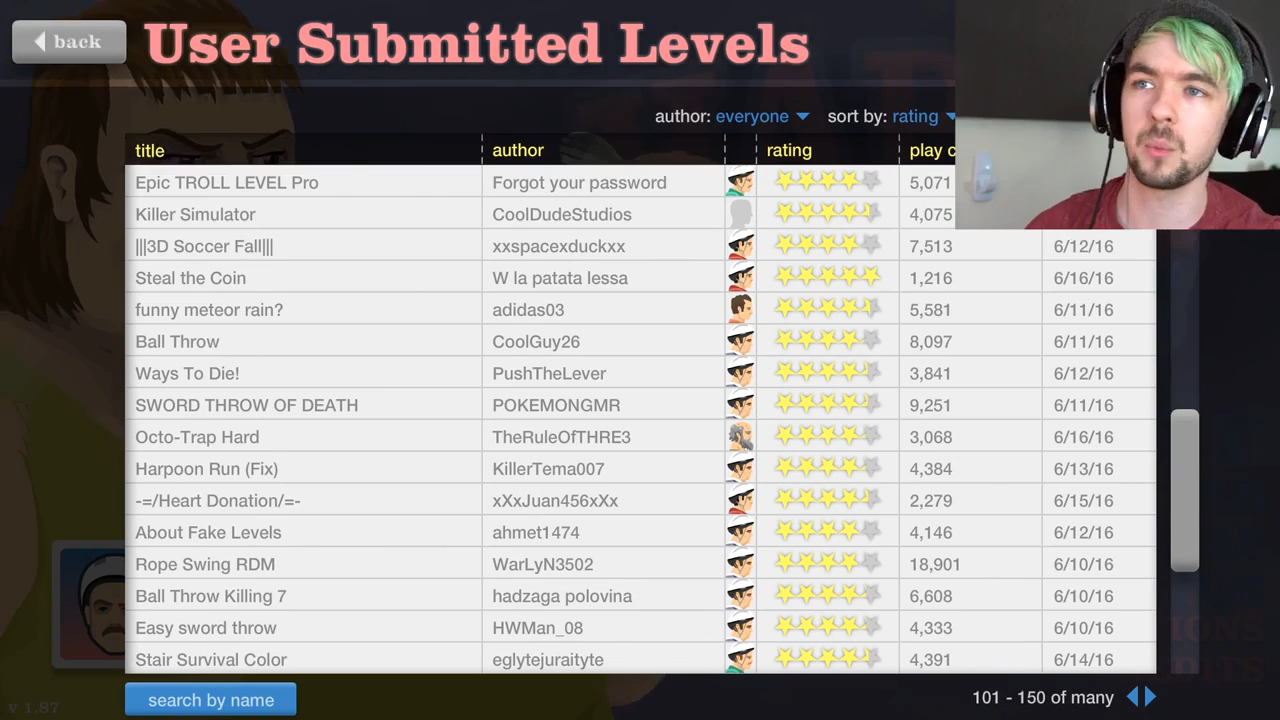 back
User Submitted Levels
author: everyone sort by: rating
title author rating play c
Epic TROLL LEVEL Pro Forgot your password 5,071
Killer Simulator CoolDudeStudios 4,075
|||3D Soccer Fall||| xxspacexduckxx 7,513 6/12/16
Steal the Coin W la patata lessa 1,216 6/16/16
funny meteor rain? adidas03 5,581 6/11/16
Ball Throw CoolGuy26 8,097 6/11/16
Ways To Die! PushTheLever 3,841 6/12/16
SWORD THROW OF DEATH POKEMONGMR 9,251 6/11/16
Octo-Trap Hard TheRuleOfTHRE3 3,068 6/16/16
Harpoon Run (Fix) KillerTema007 4,384 6/13/16
-=/Heart Donation/=- xXxJuan456xXx 2,279 6/15/16
About Fake Levels ahmet1474 4,146 6/12/16
Rope Swing RDM WarLyN3502 18,901 6/10/16
Ball Throw Killing 7 hadzaga polovina 6,608 6/10/16
Easy sword throw HWMan_08 4,333 6/10/16
Stair Survival Color eglytejuraityte 4,391 6/14/16
IONS
DITS
search by name 101 - 150 of many
v 1.87